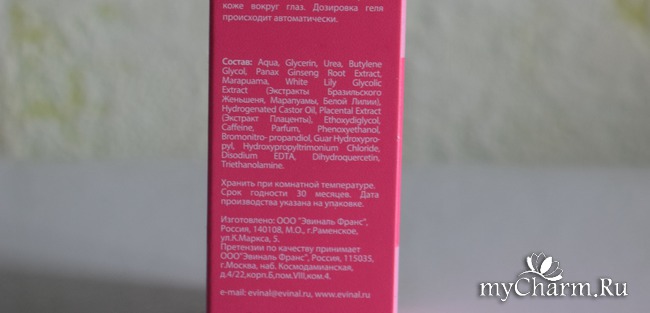 коже вокруг глаз. Дозировка геля
происходит автоматически.
Состав: Aqua, Glycerin, Urea, Butylene
Glycol, Panax Ginseng Root Extract,
Marapuama, White Lily Glycolic
Extract (Экстракты Бразильского
Женьшеня, Марапуамы, Белой Лилии),
Hydrogenated Castor Oil, Placental Extract
(Экстракт Плаценты), Ethoxydiglycol,
Caffeine, Parfum, Phenoxyethanol,
Bromonitro- propandiol, Guar Hydroxypro-
pyl, Hydroxypropyltrimonium Chloride,
Disodium EDTA, Dihydroquercetin,
Triethanolamine.
Хранить при комнатной температуре.
Срок годности 30 месяцев. Дата
производства указана на упаковке.
Изготовлено: ООО "Эвиналь Франс",
Россия, 140108, М.О., г.Раменское,
ул.К.Маркса, 5.
Претензии по качеству принимает
ООО"Эвиналь Франс", Россия, 115035,
г.Москва, наб. Космодамианская,
д.4/22,корп.Б,пом.VIII,ком.4.
e-mail: evinal@evinal.ru, www.evinal.ru
myCharm.Ru